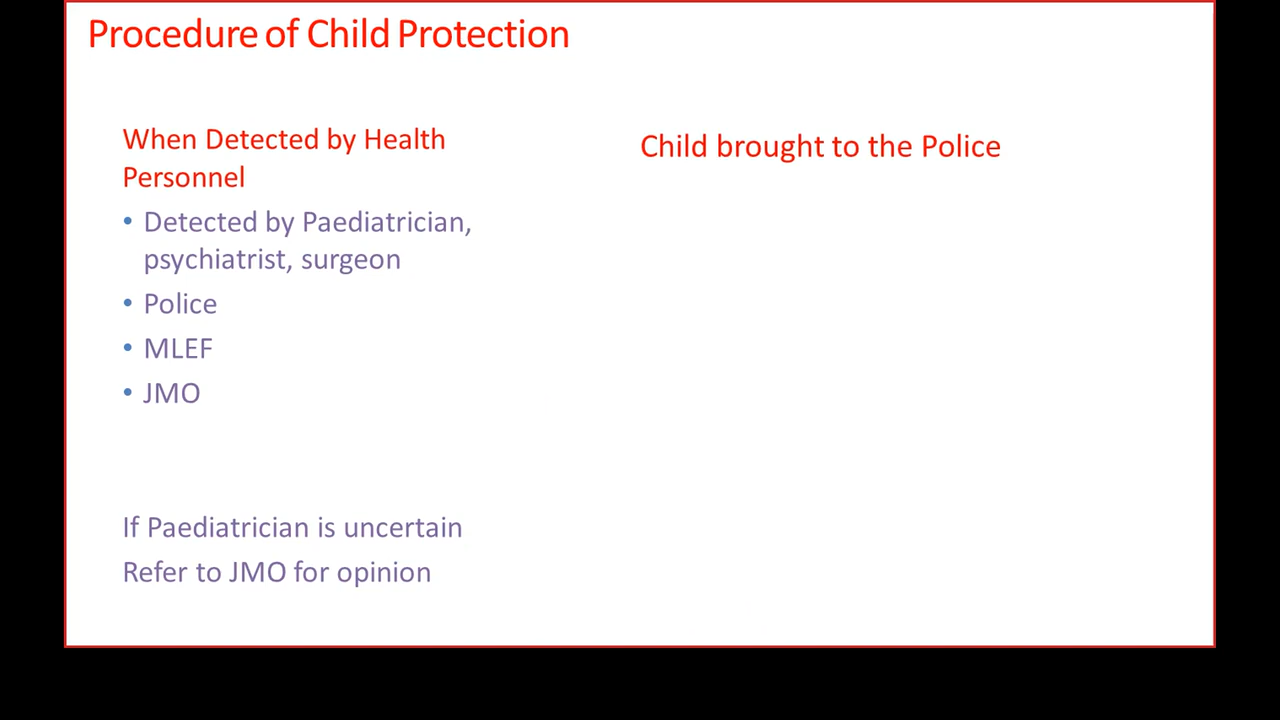 Procedure of Child Protection
When Detected by Health
Personnel
• Detected by Paediatrician,
psychiatrist, surgeon
• Police
• MLEF
• JMO
If Paediatrician is uncertain
Refer to JMO for opinion
Child brought to the Police